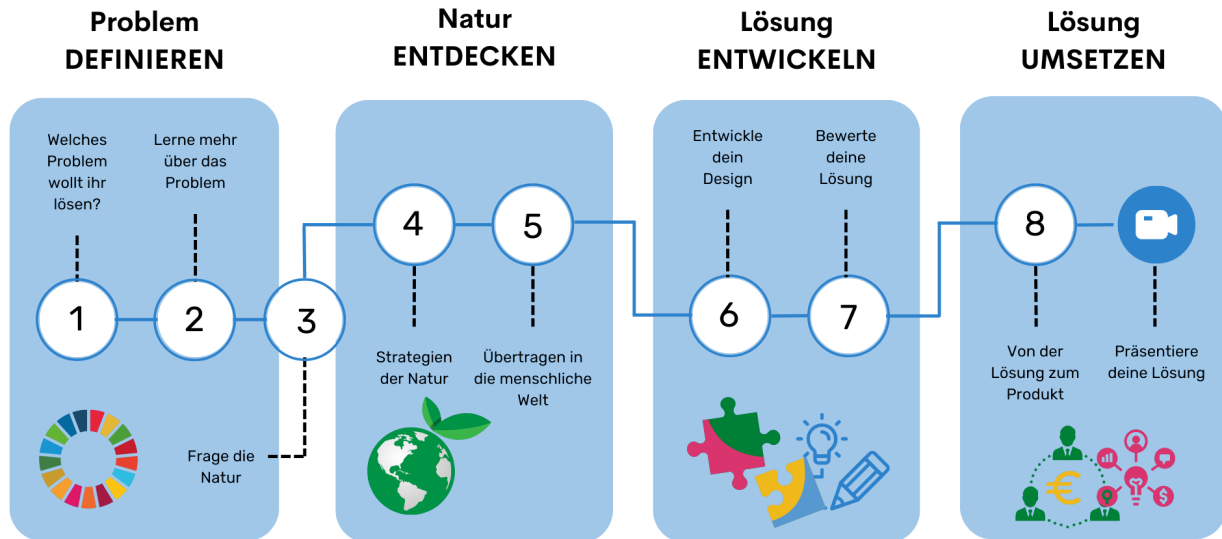 Problem
DEFINIEREN
Natur
ENTDECKEN
Lösung
ENTWICKELN
Lösung
UMSETZEN
Welches
Problem
wollt ihr
lösen?
Lerne mehr
über das
Problem
1
2
3
Frage die
Natur
4
5
Strategien
der Natur
Übertragen in
die menschliche
Welt
Entwickle
dein
Design
Bewerte
deine
Lösung
6
7
8
Von der
Lösung zum
Produkt
Präsentiere
deine Lösung
€
$